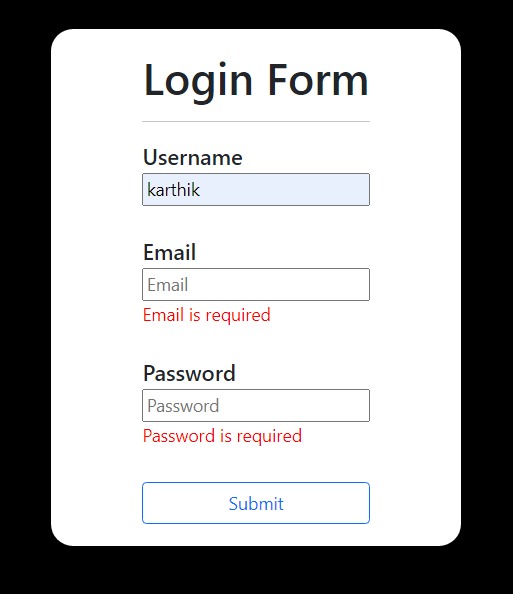 Login Form
Username
karthik
Email
Email
Email is required
Password
Password
Password is required
Submit